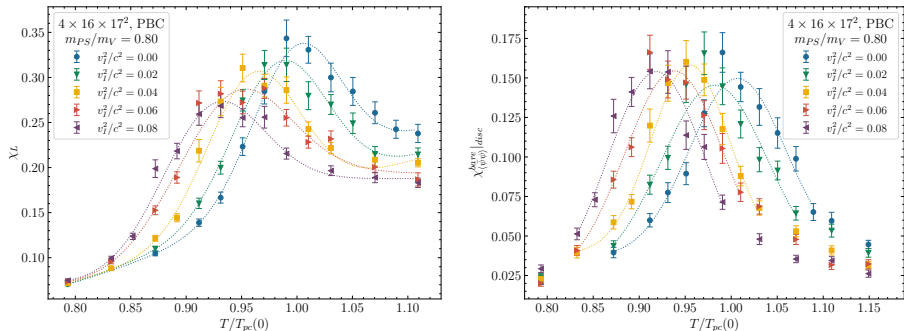 4 × 16 × 17², PBC
m_PS/m_V = 0.80
v_I²/c² = 0.00
v_I²/c² = 0.02
v_I²/c² = 0.04
v_I²/c² = 0.06
v_I²/c² = 0.08
0.35
0.30
0.25
0.20
0.15
0.10
χ_L
0.80 0.85 0.90 0.95 1.00 1.05 1.10
T/T_pc(0)
4 × 16 × 17², PBC
m_PS/m_V = 0.80
v_I²/c² = 0.00
v_I²/c² = 0.02
v_I²/c² = 0.04
v_I²/c² = 0.06
v_I²/c² = 0.08
0.175
0.150
0.125
0.100
0.075
0.050
0.025
χ^bare_⟨ψ̄ψ⟩|disc
0.80 0.85 0.90 0.95 1.00 1.05 1.10 1.15
T/T_pc(0)